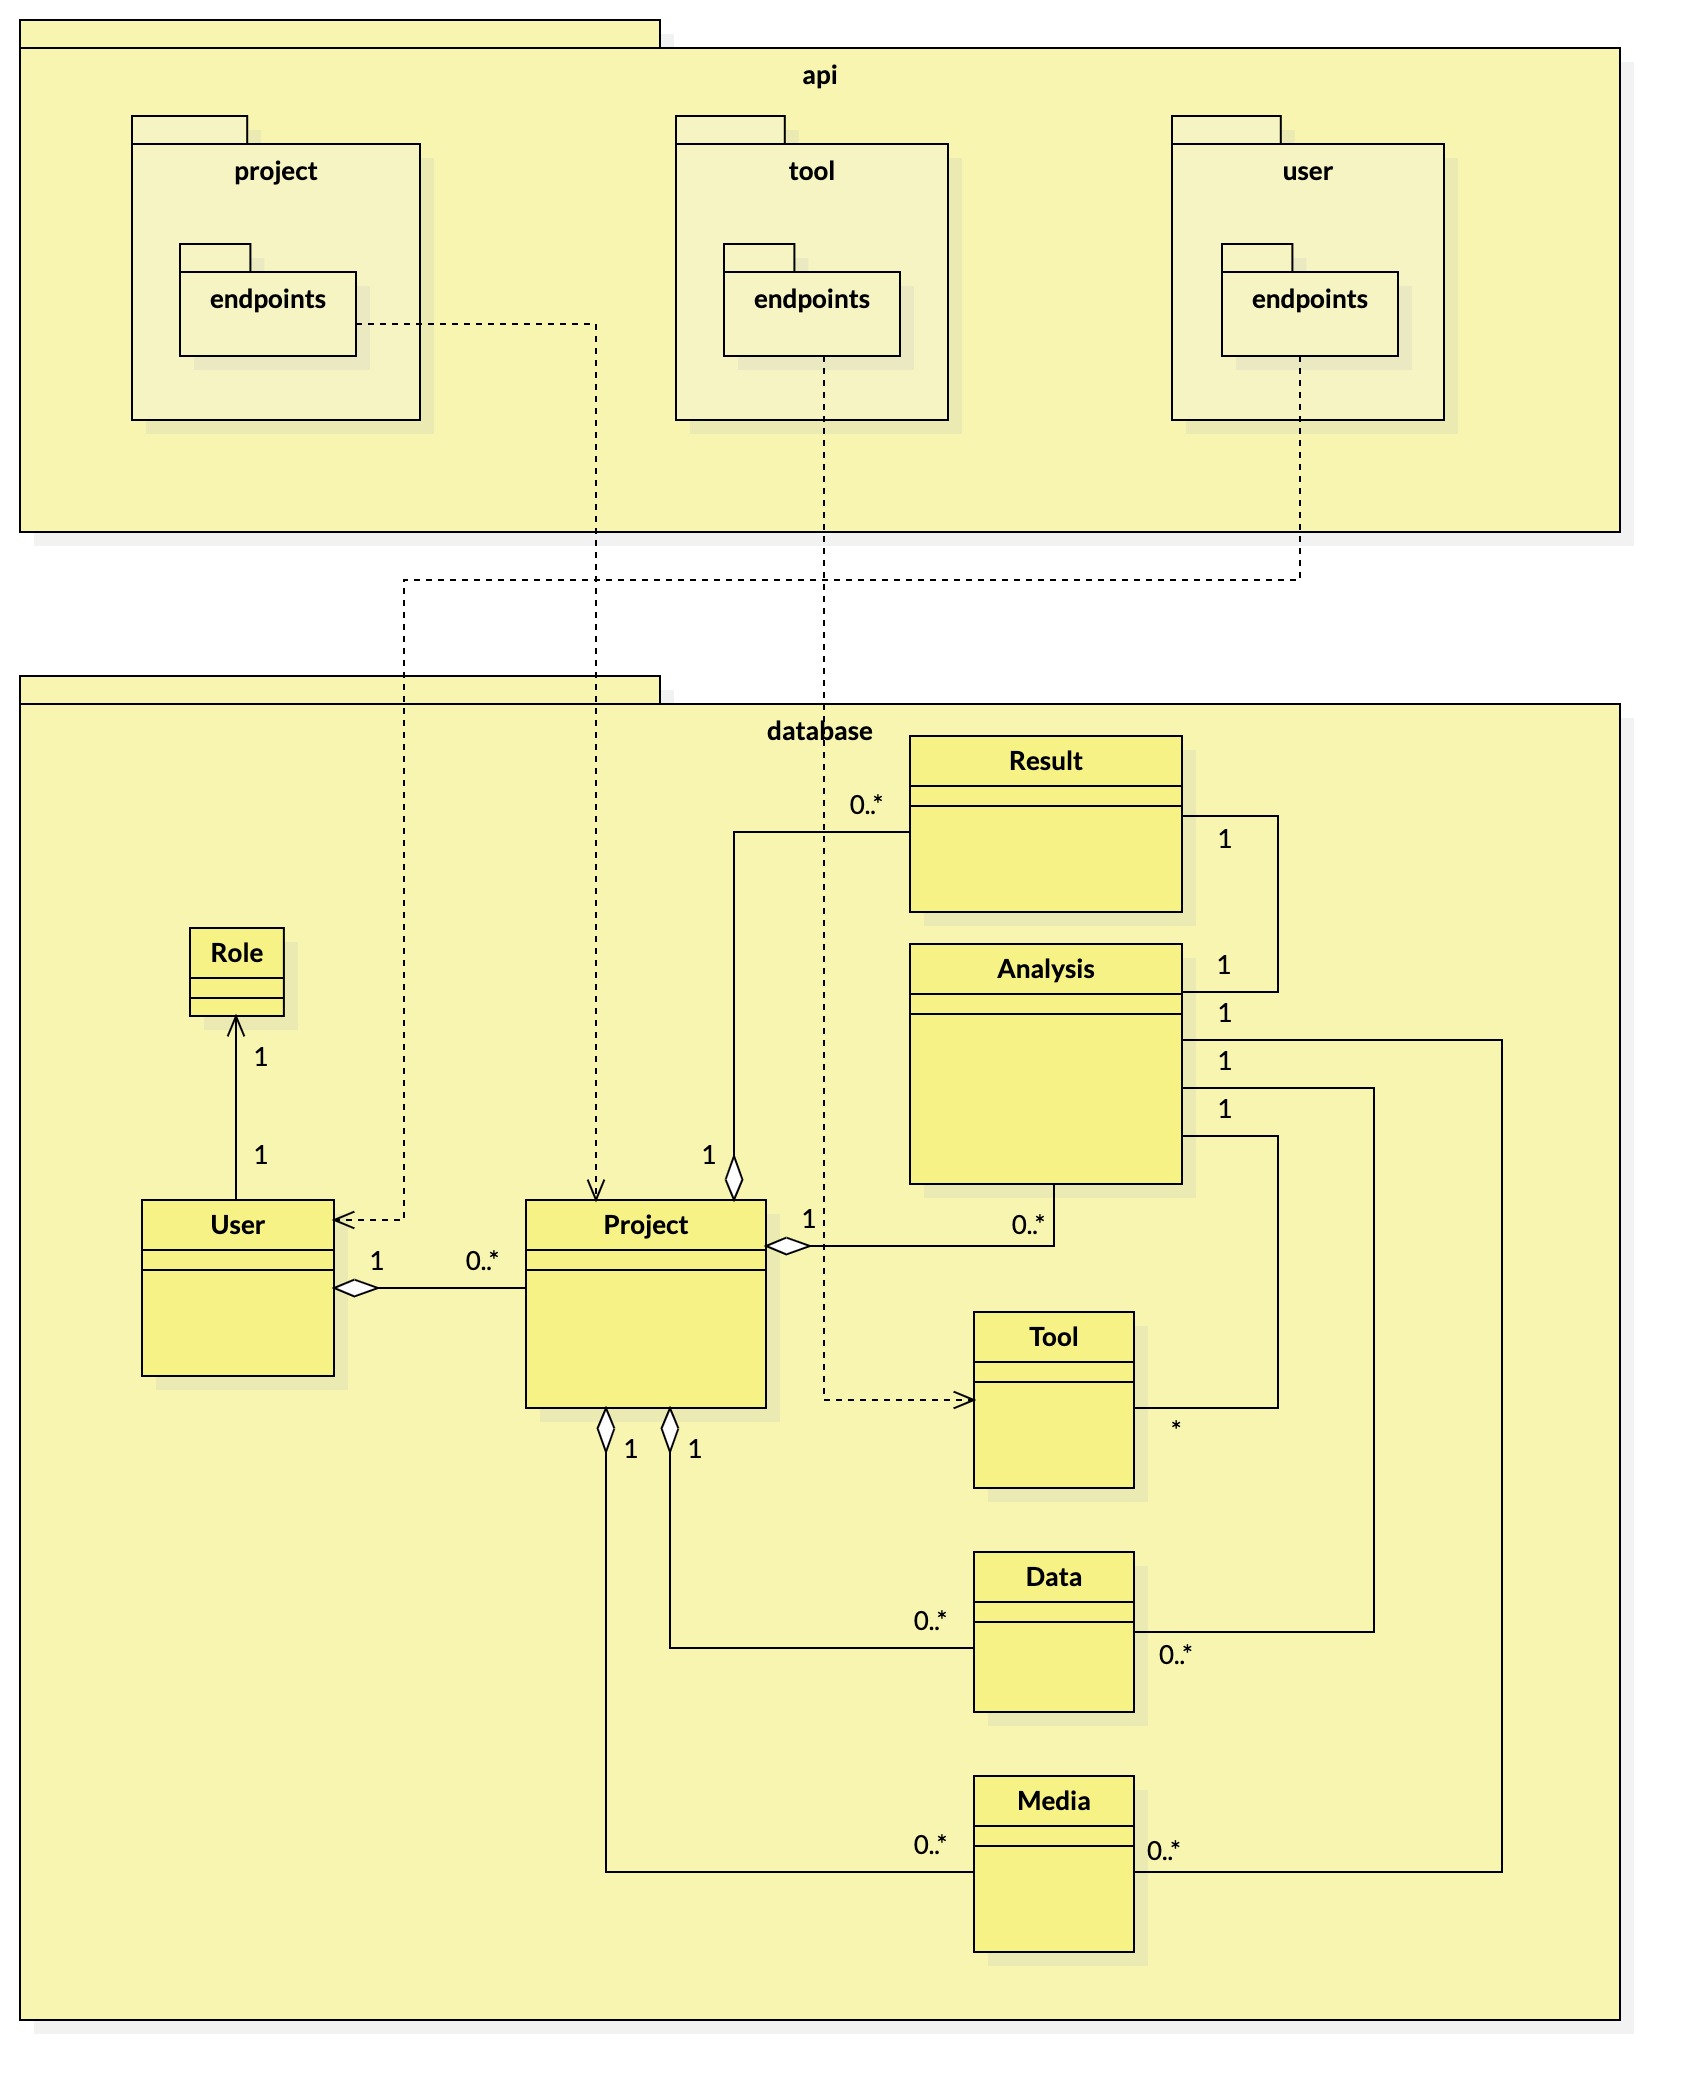 api
project
tool
user
endpoints
endpoints
endpoints
database
Result
0..*
1
Role
Analysis
1
1
1
1
1
1
1
1
0..*
User
Project
1
0..*
Tool
*
1
1
Data
0..*
0..*
Media
0..*
0..*